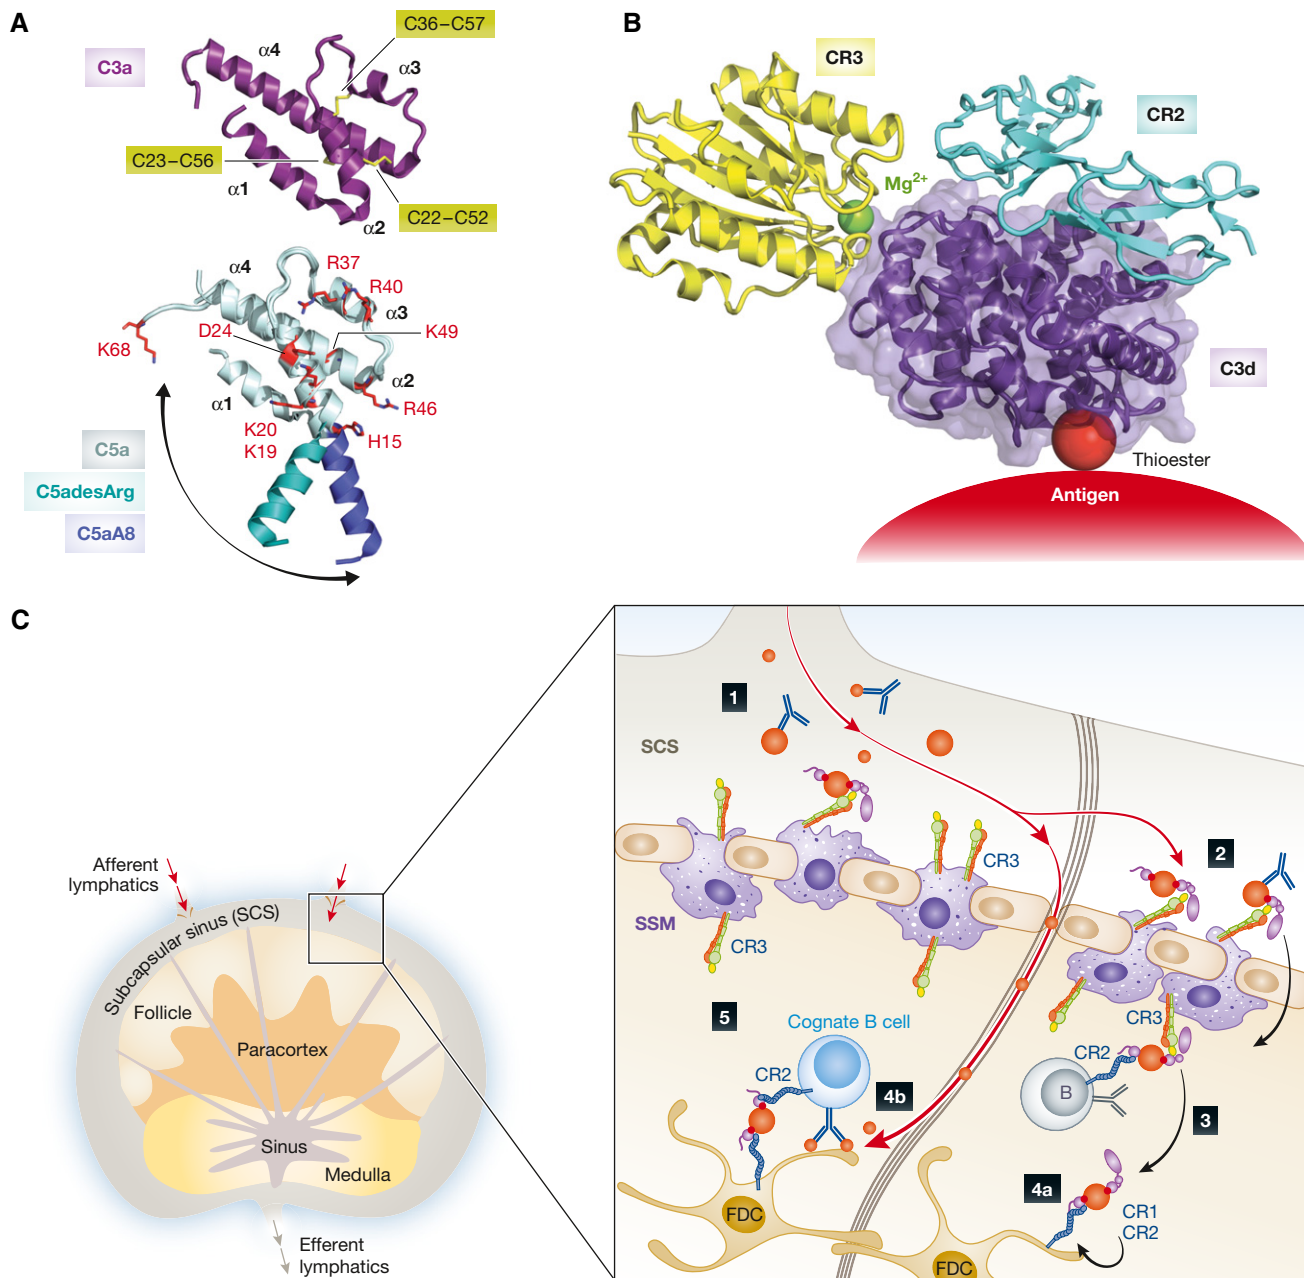 A
C3a
α4
C36–C57
α3
C23–C56
α1
C22–C52
α2
α4
R37
R40
α3
D24
K49
K68
α2
α1
R46
K20
K19
H15
C5a
C5adesArg
C5aA8
B
CR3
CR2
Mg2+
C3d
Thioester
Antigen
C
Afferent
lymphatics
Subcapsular sinus (SCS)
Follicle
Paracortex
Sinus
Medulla
Efferent
lymphatics
1
SCS
2
CR3
SSM
CR3
CR3
5
Cognate B cell
CR2
CR2
B
4b
3
4a
CR1
CR2
FDC
FDC